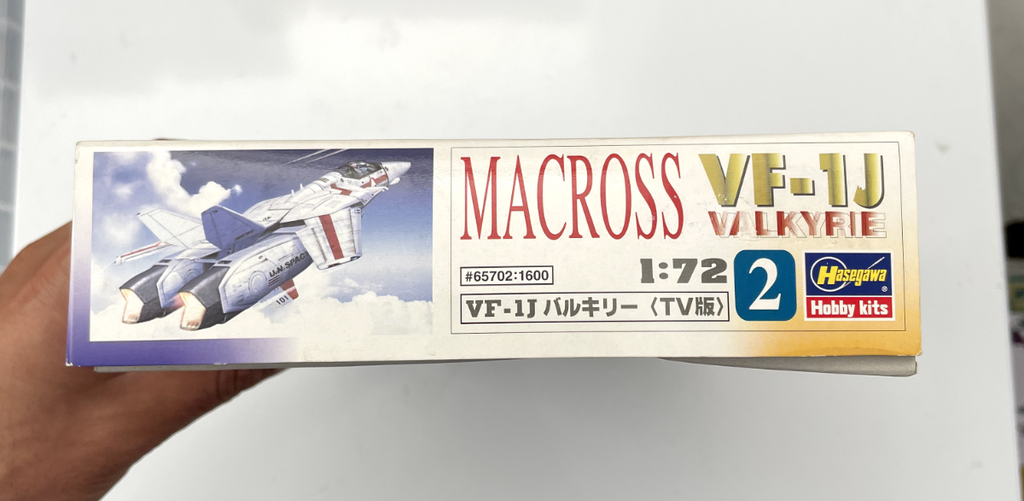 MACROSS VF-1J
VALKYRIE
#65702:1600
1:72
2
Hasegawa®
Hobby kits
VF-1J バルキリー〈TV版〉
U.N.SPACY
101